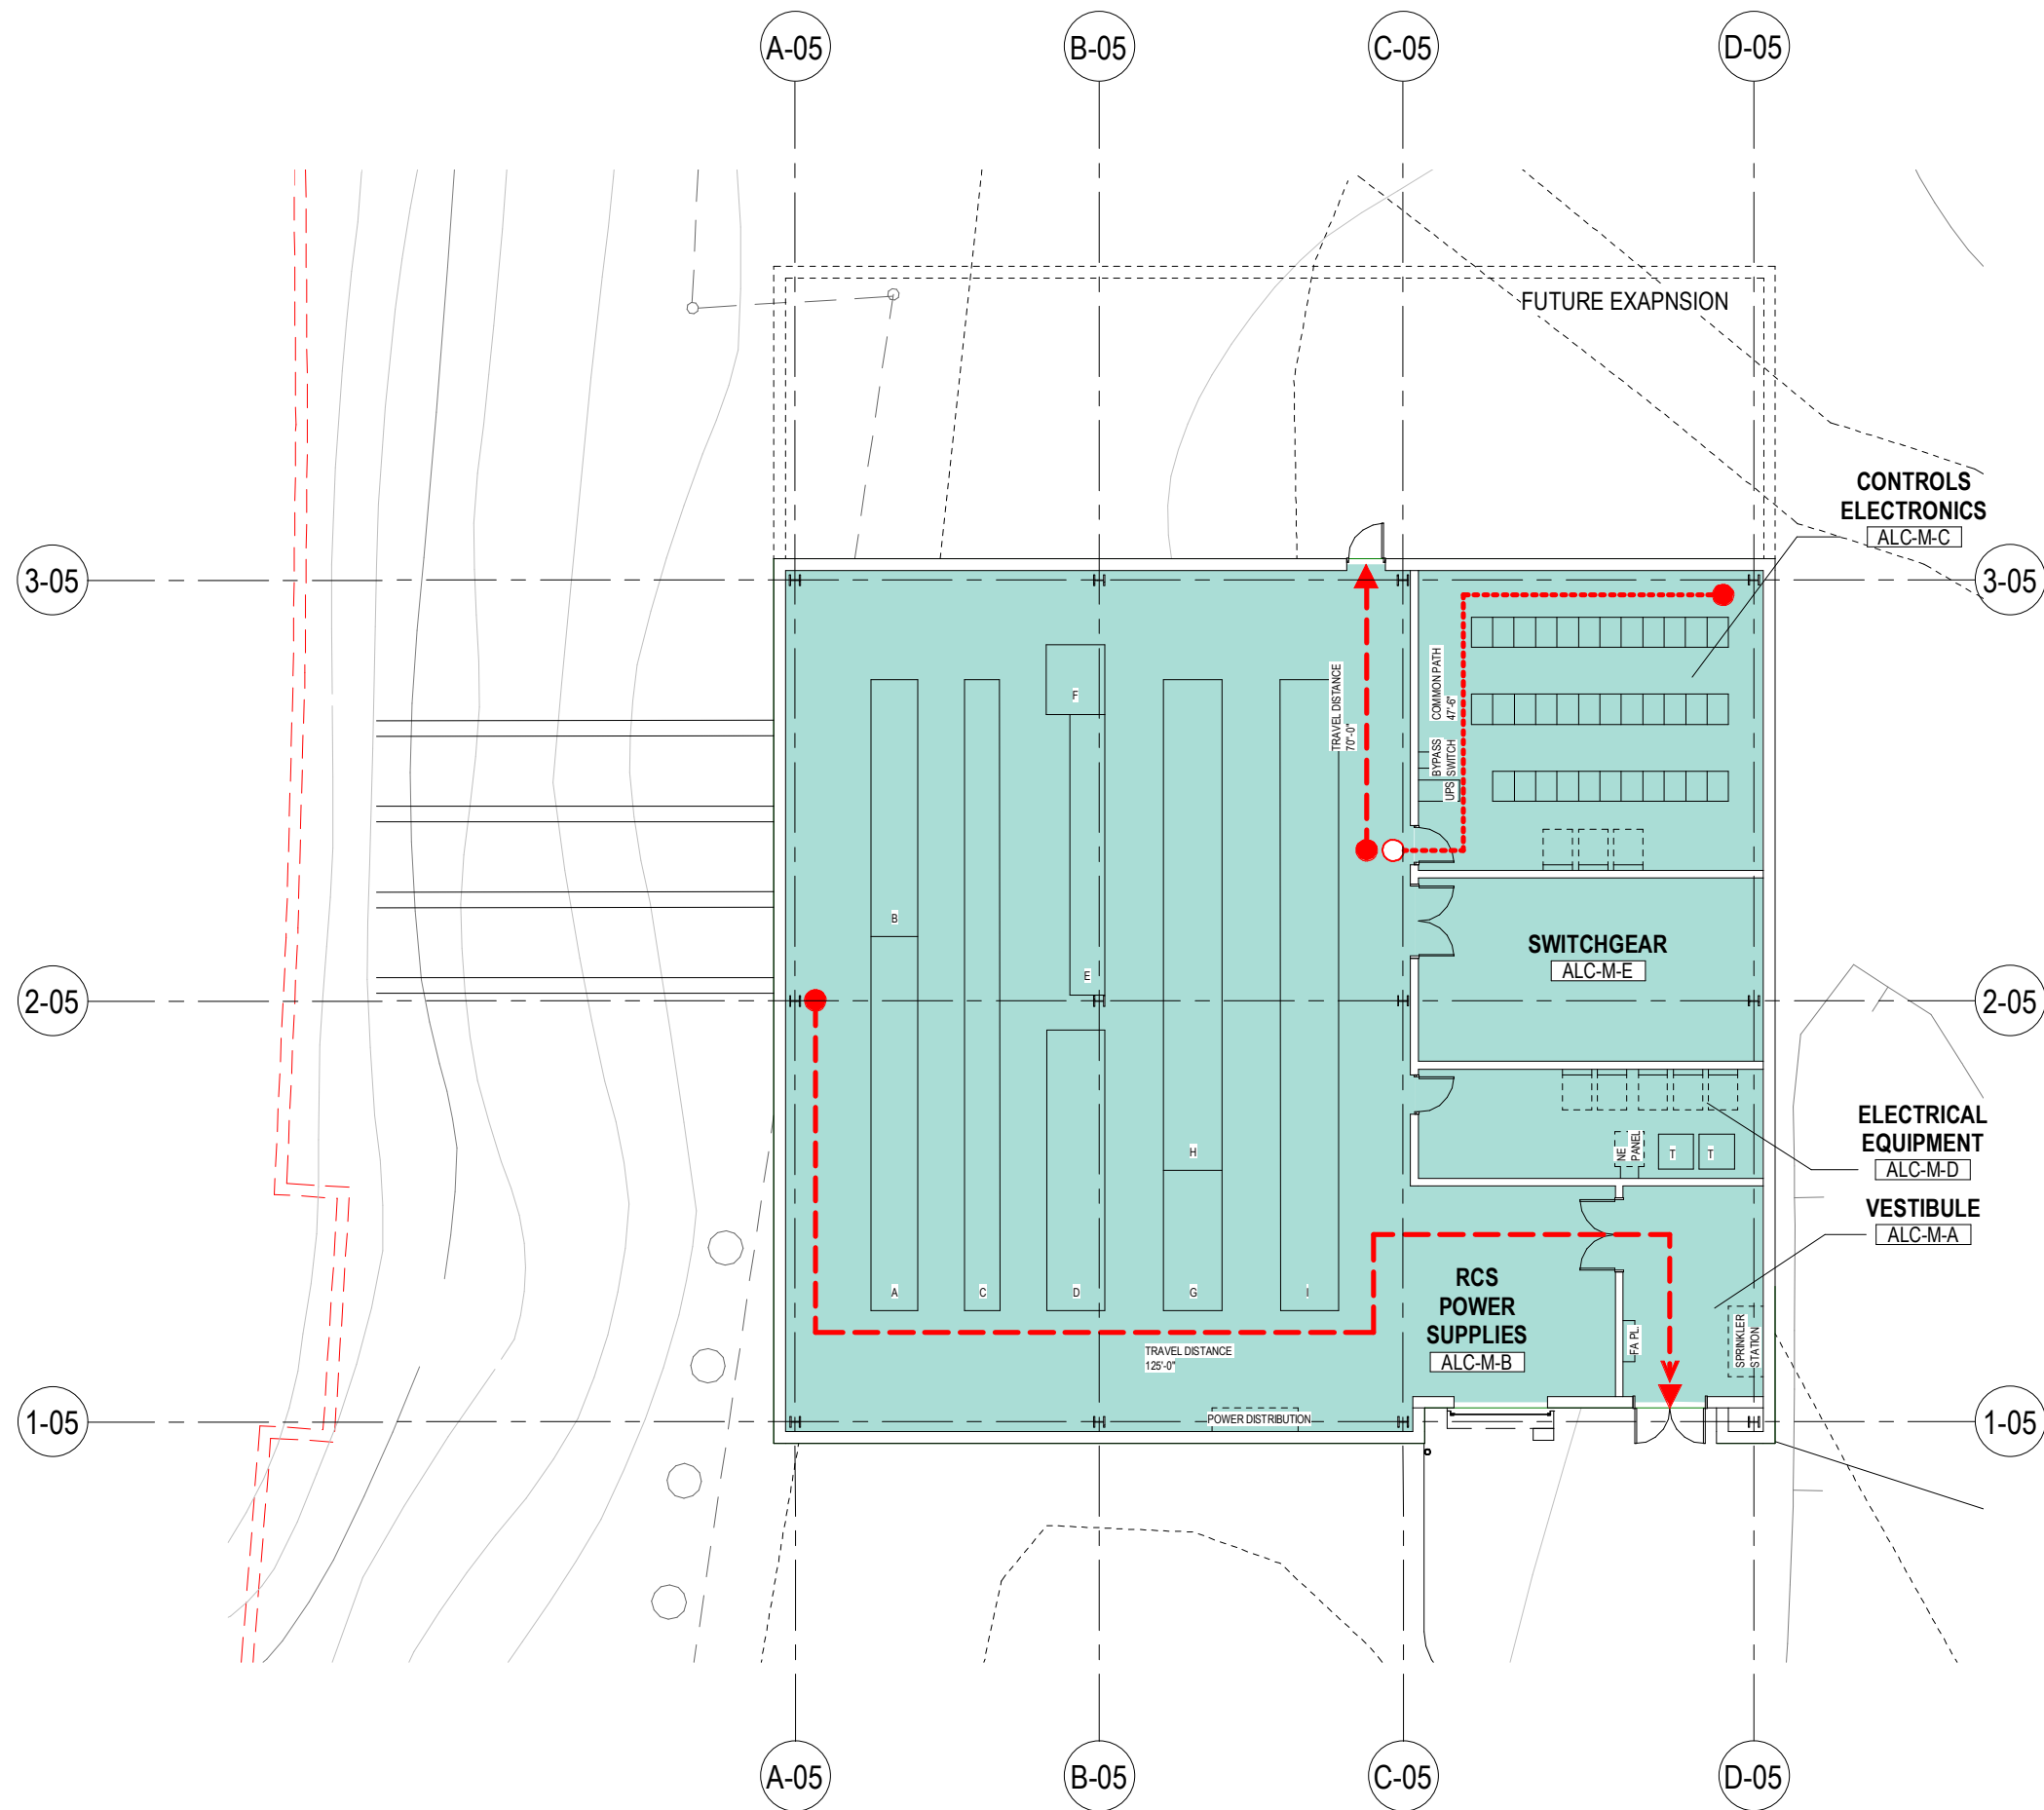 A-05
B-05
C-05
D-05
FUTURE EXAPNSION
CONTROLS
ELECTRONICS
ALC-M-C
3-05
3-05
COMMON PATH
47'-6"
TRAVEL DISTANCE
70'-0"
F
BYPASS
SWITCH
UPS
B
SWITCHGEAR
ALC-M-E
E
2-05
2-05
ELECTRICAL
EQUIPMENT
ALC-M-D
NE
PANEL
T
T
H
VESTIBULE
ALC-M-A
A
C
D
G
I
RCS
POWER
SUPPLIES
ALC-M-B
FA PL.
SPRINKLER
STATION
TRAVEL DISTANCE
125'-0"
POWER DISTRIBUTION
1-05
1-05
A-05
B-05
C-05
D-05